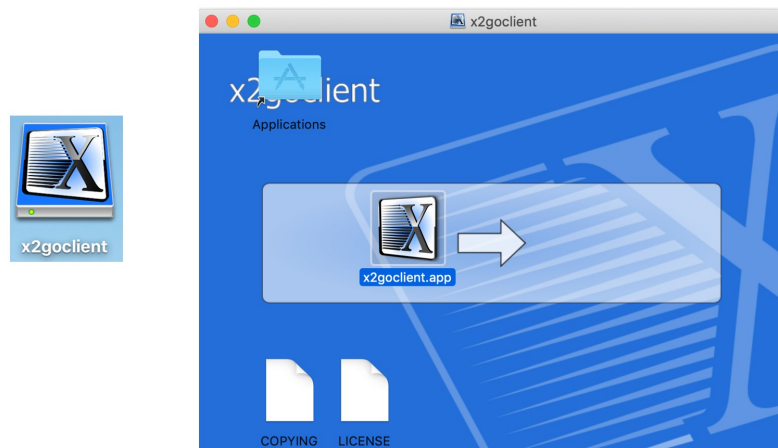 x2goclient
x2goclient
x2goclient
Applications
x2goclient.app
COPYING LICENSE